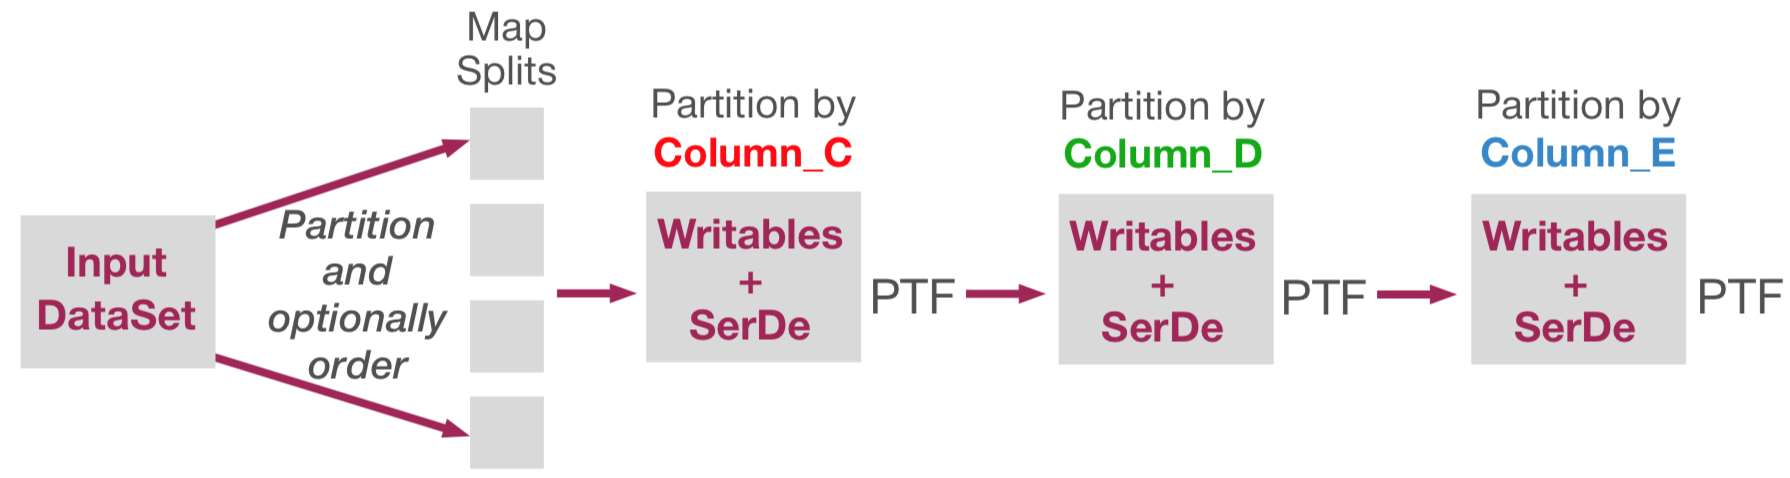 Map
Splits
Input
DataSet
Partition
and
optionally
order
Partition by
Column_C
Writables
+
SerDe
PTF
Partition by
Column_D
Writables
+
SerDe
PTF
Partition by
Column_E
Writables
+
SerDe
PTF